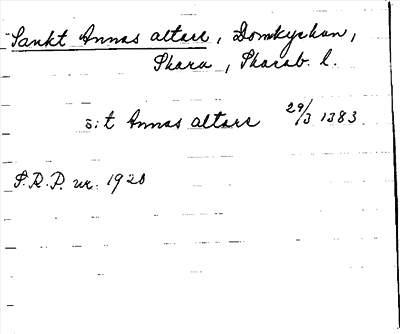 Sankt Annas altare, Domkyrkan,
Skara, Skarab. l.
s:t Annas altare 29/3 1383
S.R.P. nr. 1920